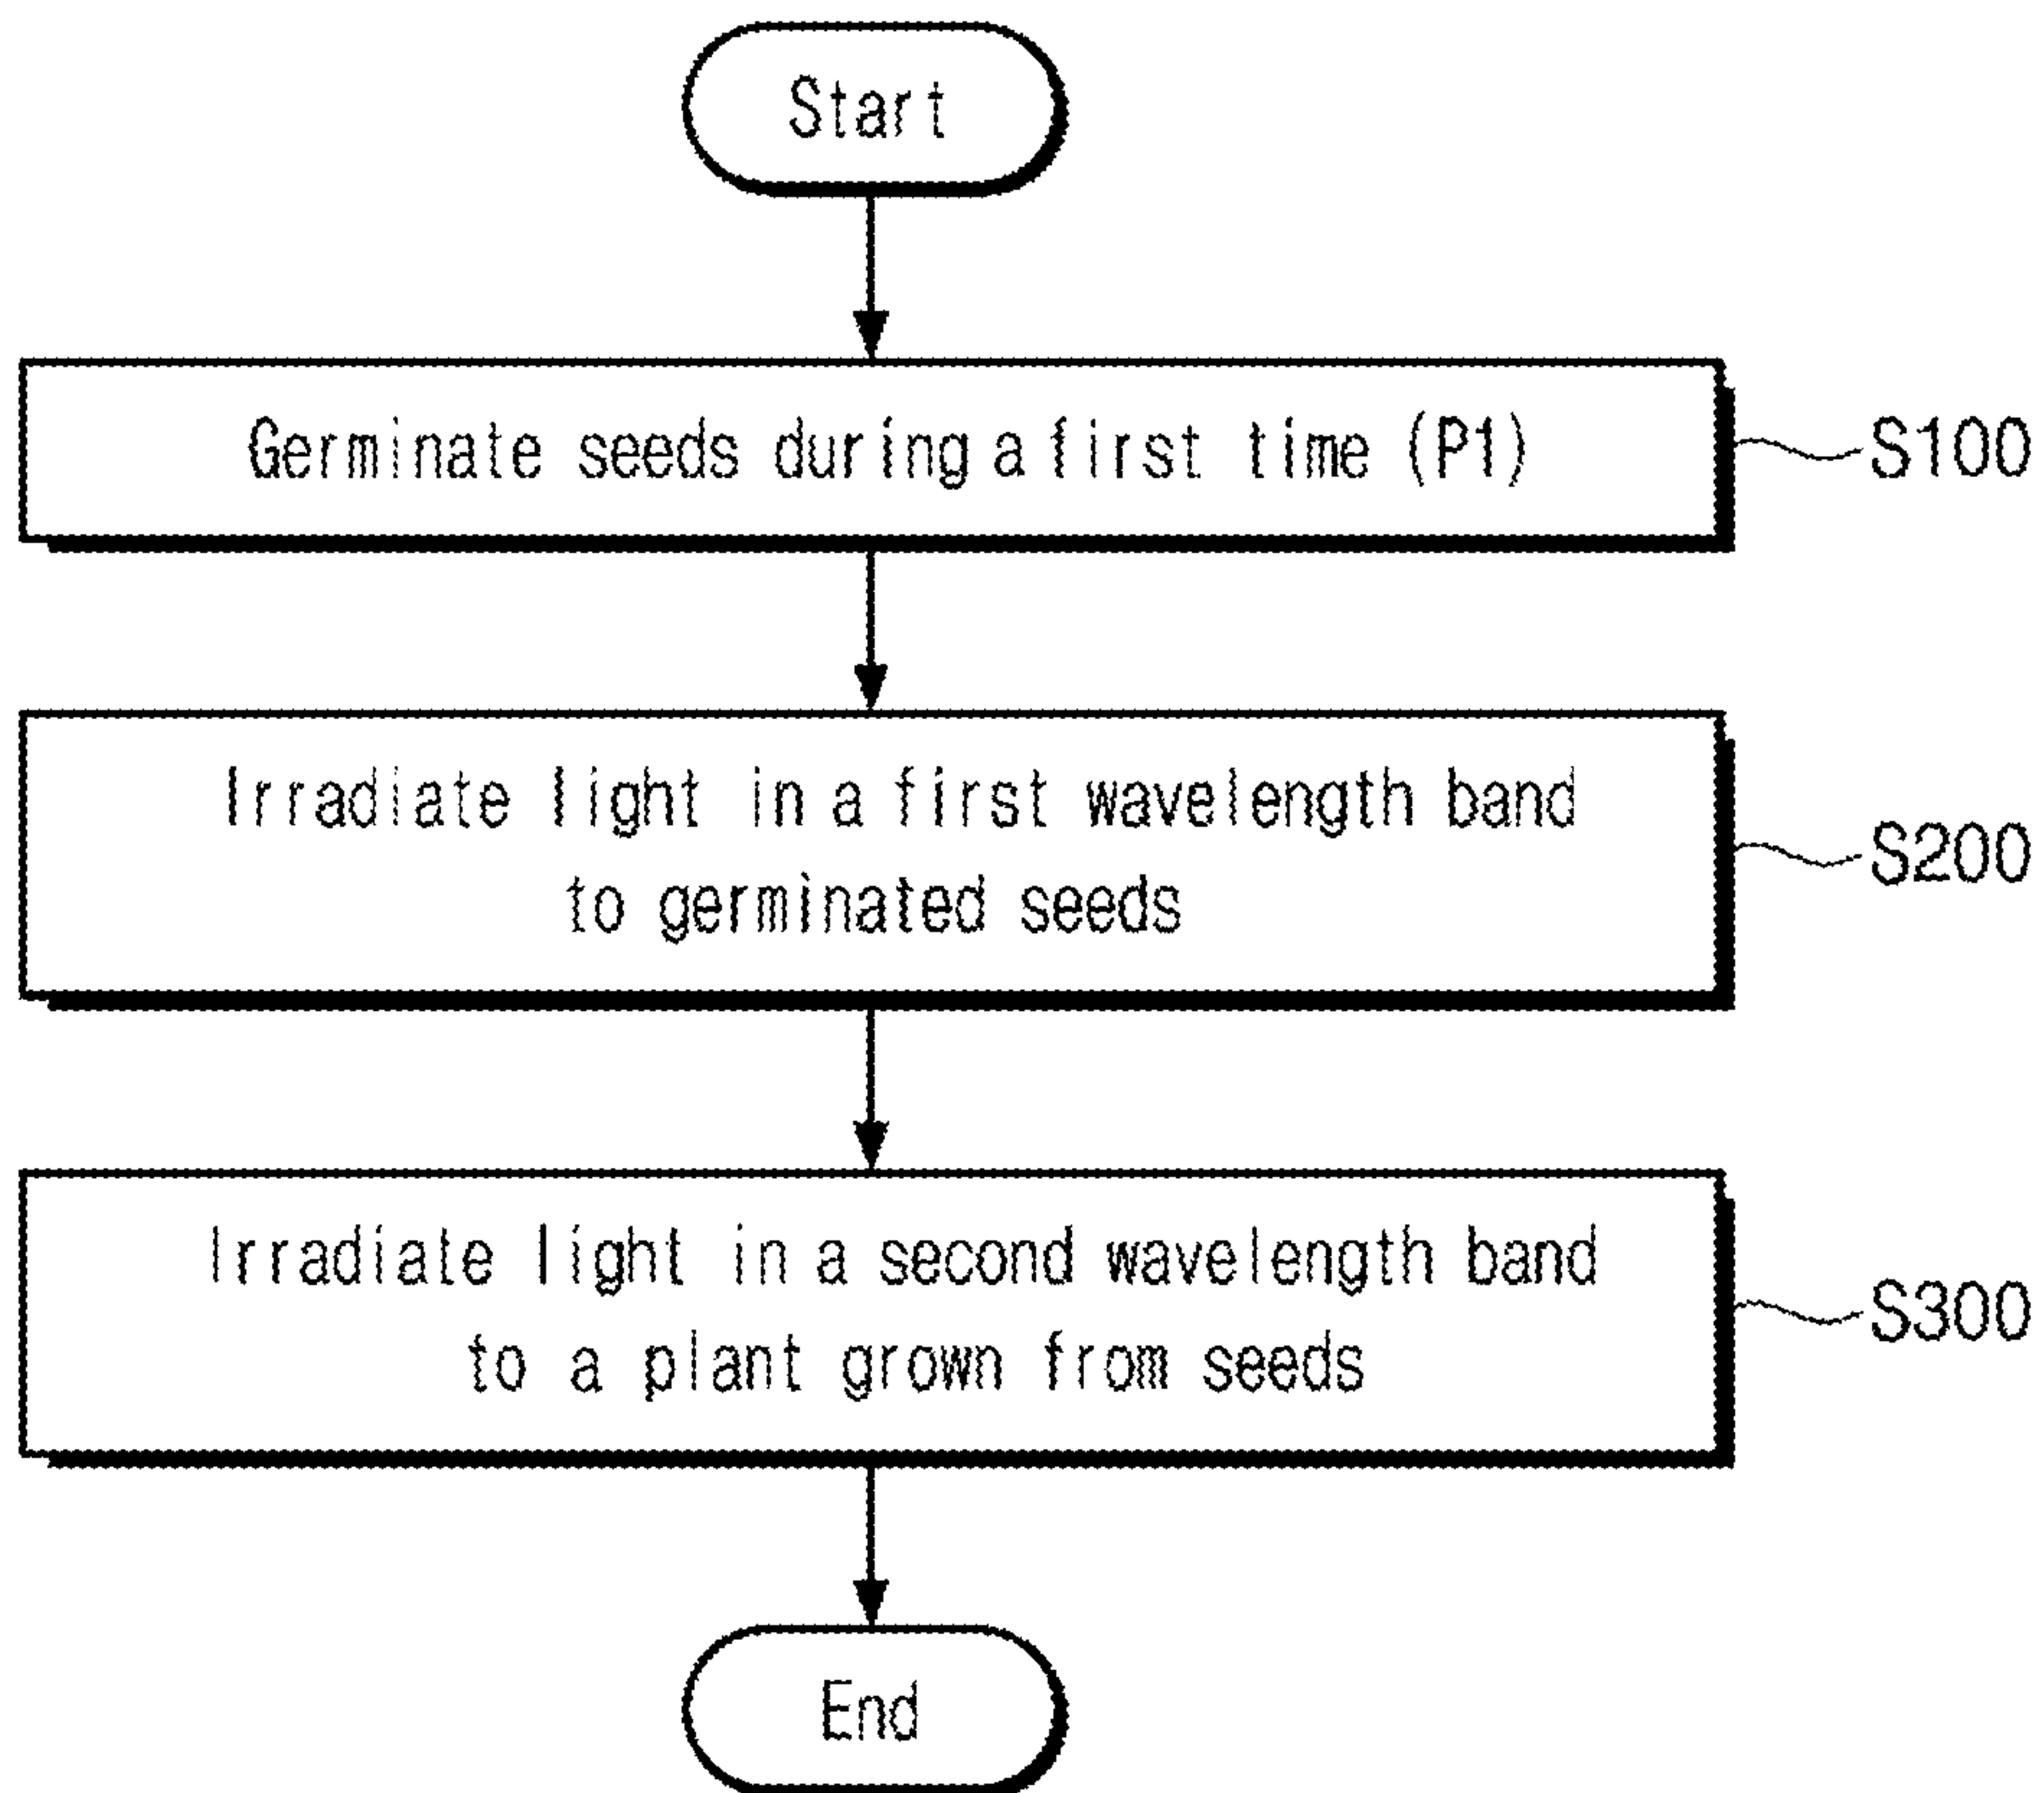 Start
Germinate seeds during a first time (P1)
S100
Irradiate light in a first wavelength band
to germinated seeds
S200
Irradiate light in a second wavelength band
to a plant grown from seeds
S300
End